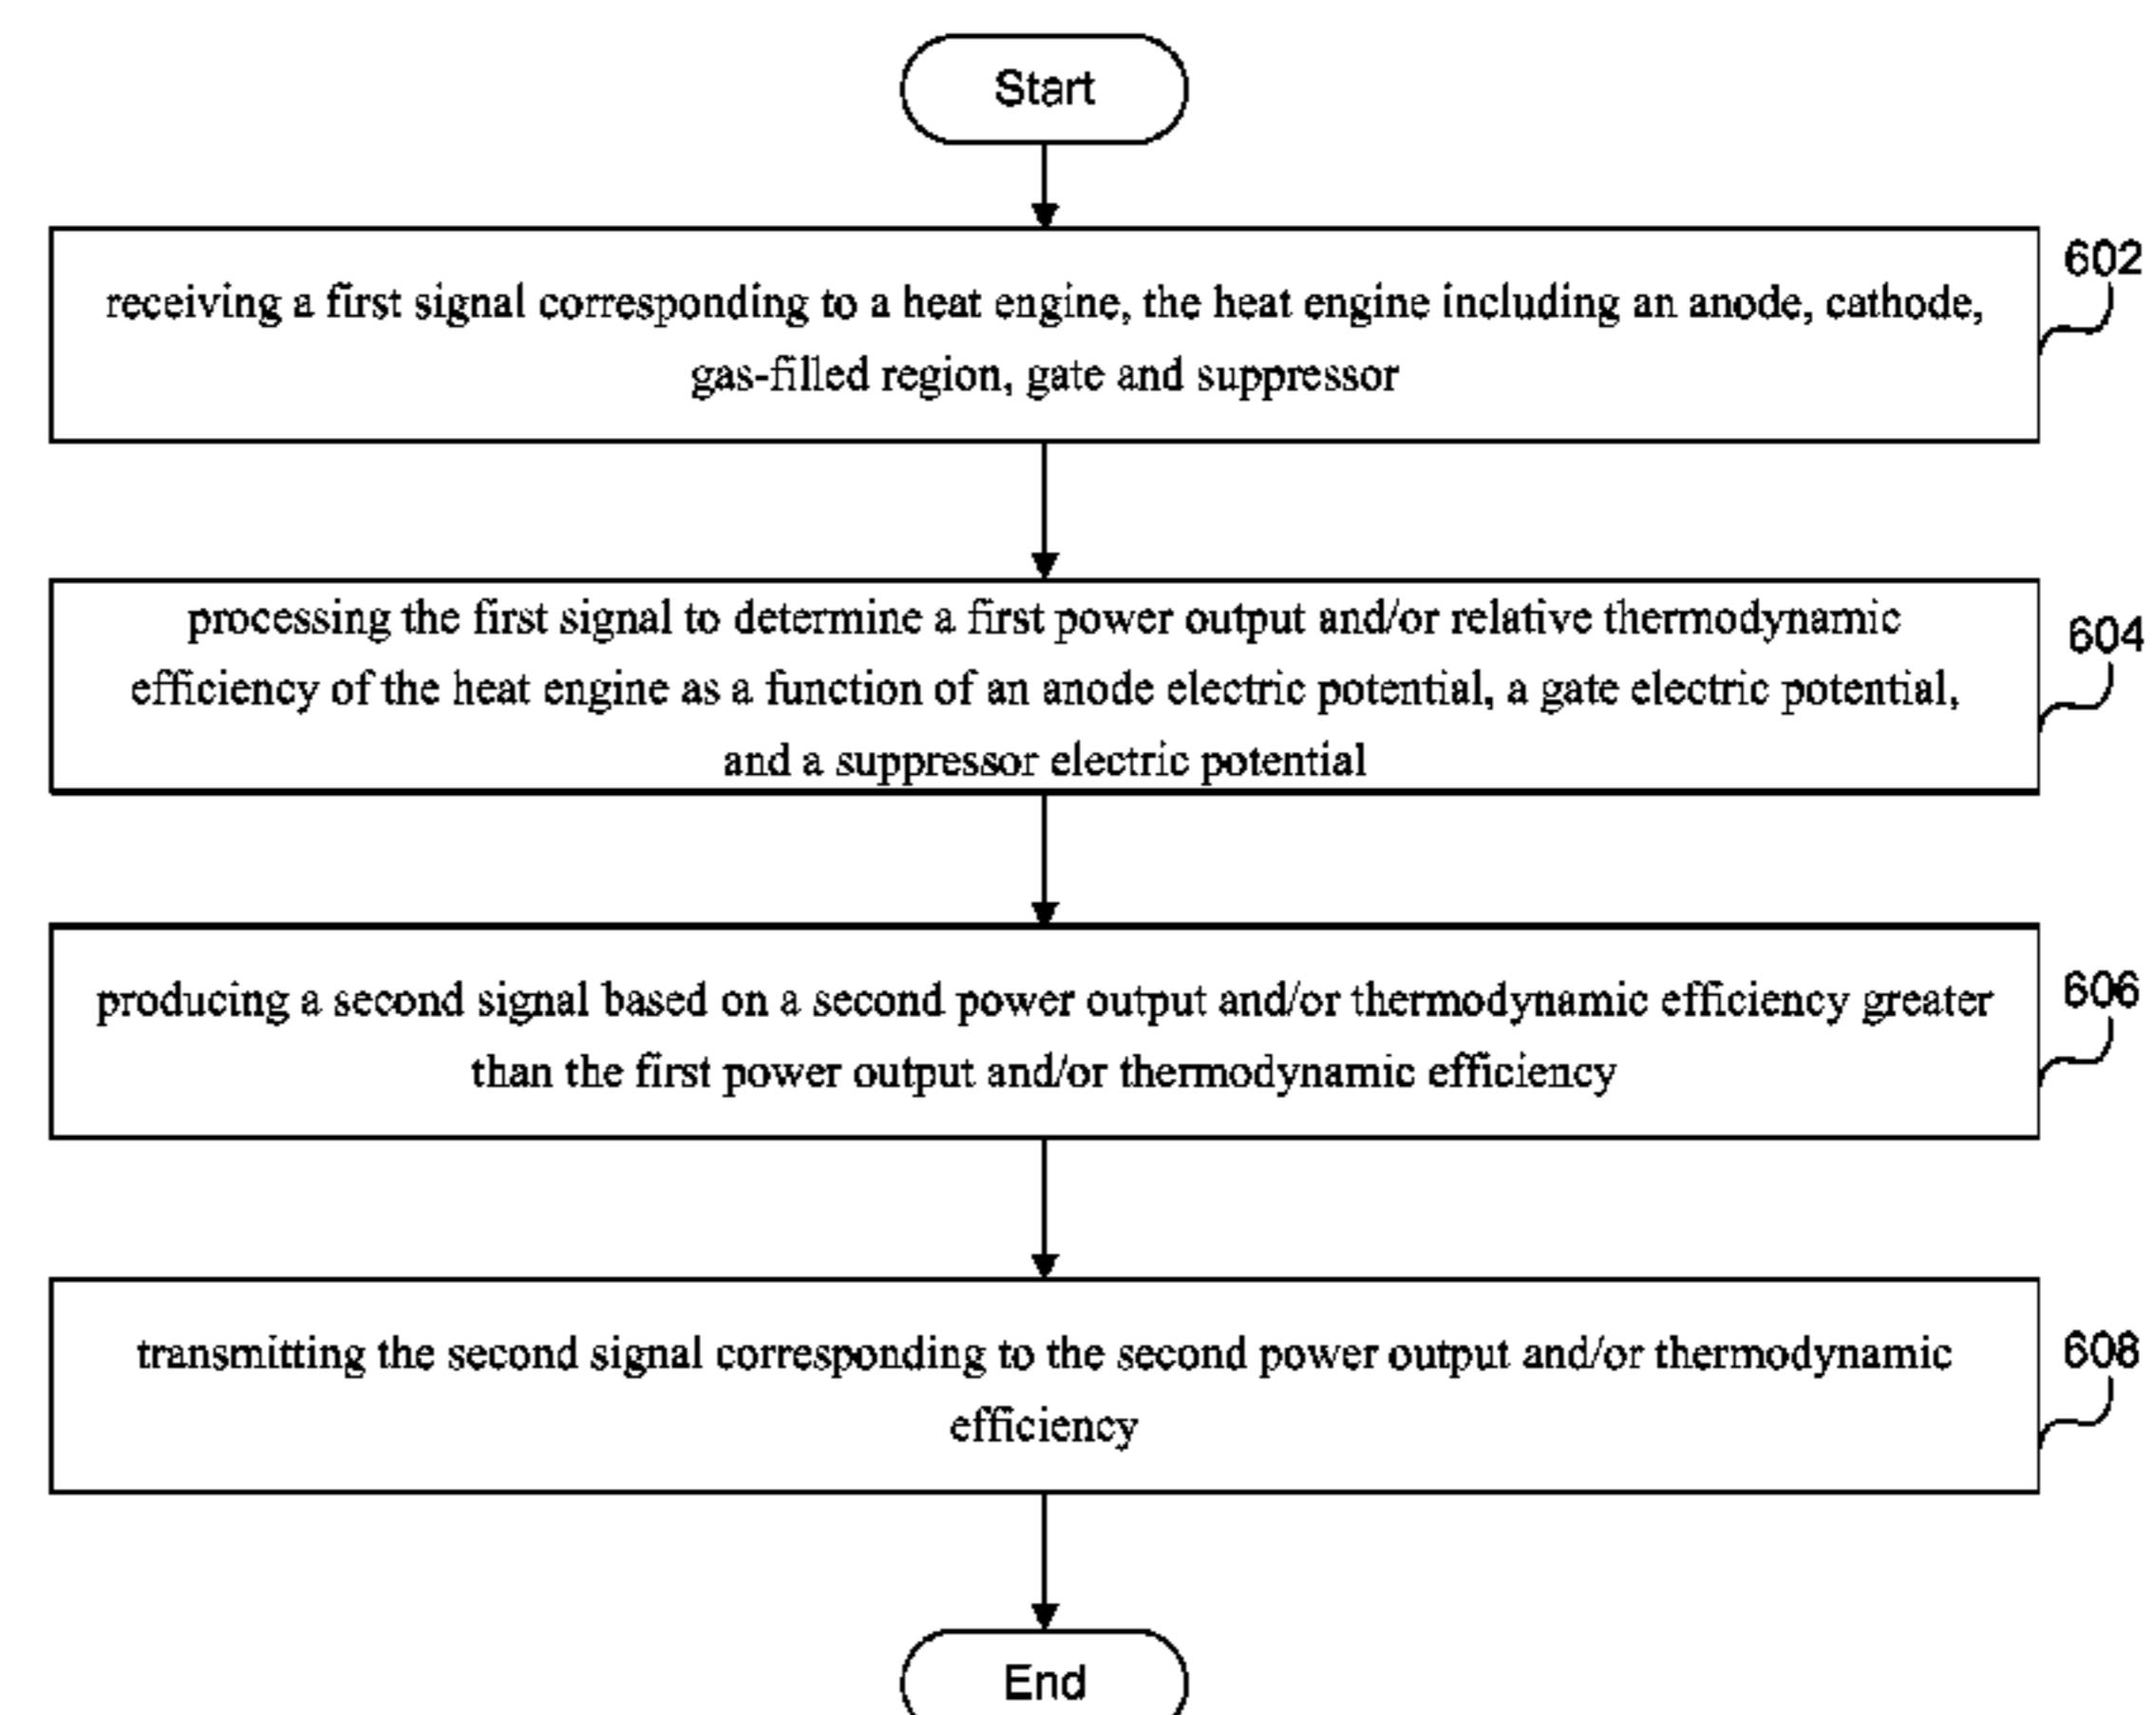 Start
602
receiving a first signal corresponding to a heat engine, the heat engine including an anode, cathode,
gas-filled region, gate and suppressor
604
processing the first signal to determine a first power output and/or relative thermodynamic
efficiency of the heat engine as a function of an anode electric potential, a gate electric potential,
and a suppressor electric potential
606
producing a second signal based on a second power output and/or thermodynamic efficiency greater
than the first power output and/or thermodynamic efficiency
608
transmitting the second signal corresponding to the second power output and/or thermodynamic
efficiency
End